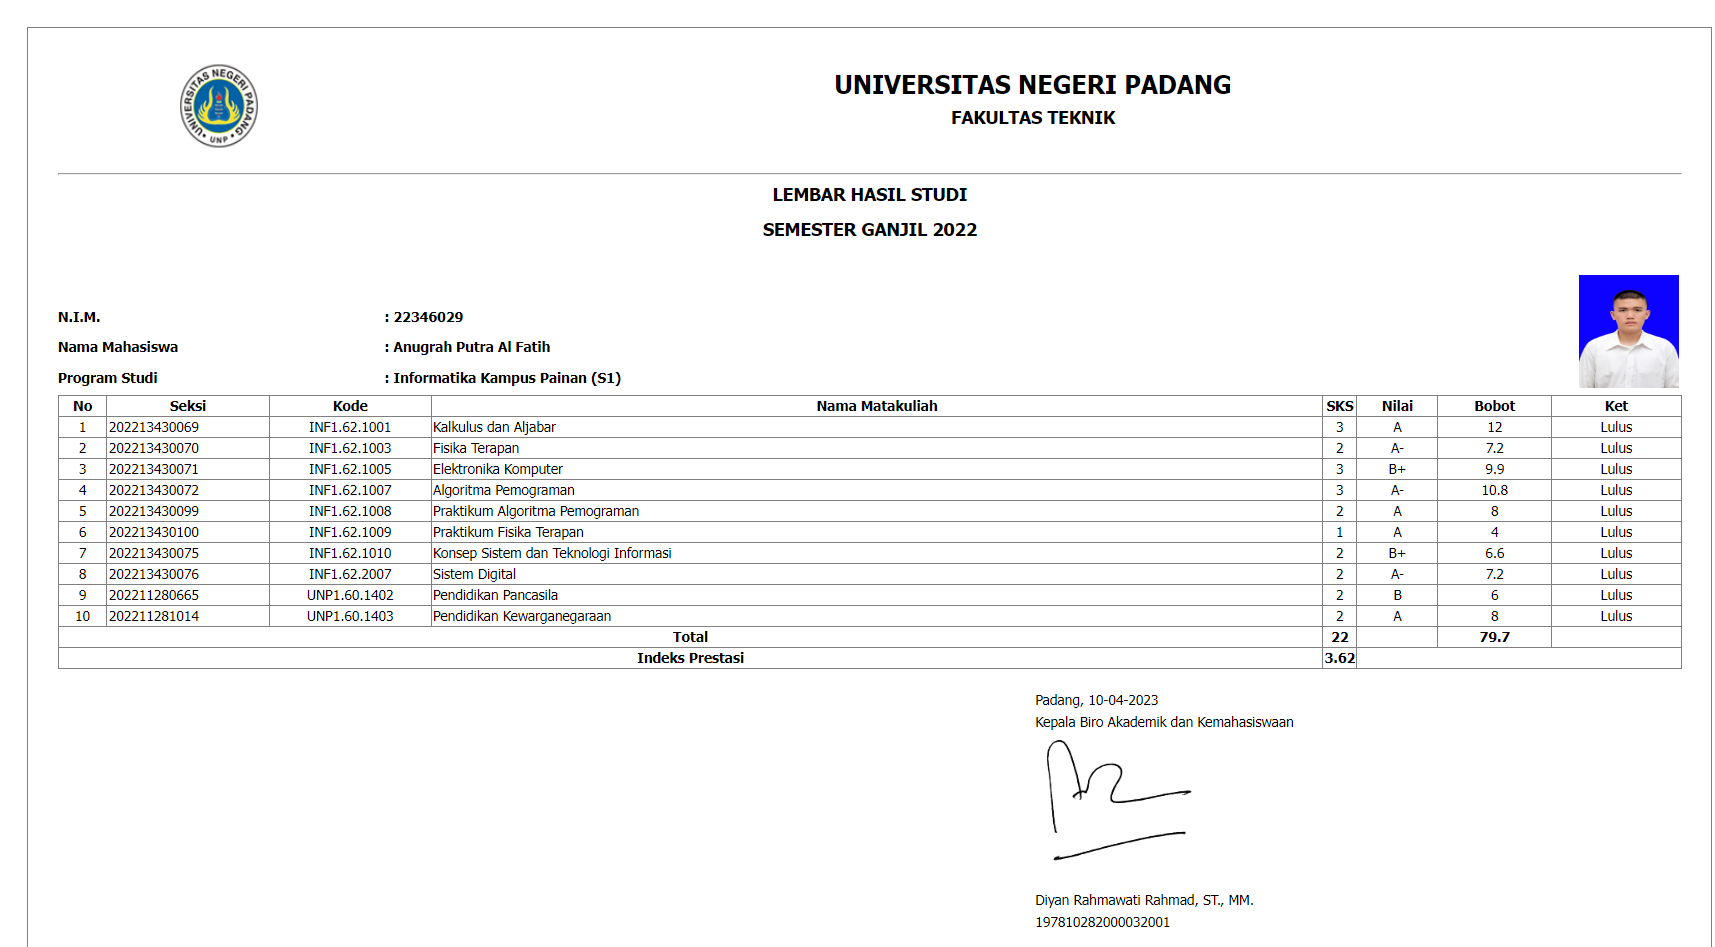 UNIVERSITAS NEGERI PADANG
UNP
UNIVERSITAS NEGERI PADANG
FAKULTAS TEKNIK
LEMBAR HASIL STUDI
SEMESTER GANJIL 2022
N.I.M. : 22346029
Nama Mahasiswa : Anugrah Putra Al Fatih
Program Studi : Informatika Kampus Painan (S1)
No Seksi Kode Nama Matakuliah SKS Nilai Bobot Ket
1 202213430069 INF1.62.1001 Kalkulus dan Aljabar 3 A 12 Lulus
2 202213430070 INF1.62.1003 Fisika Terapan 2 A- 7.2 Lulus
3 202213430071 INF1.62.1005 Elektronika Komputer 3 B+ 9.9 Lulus
4 202213430072 INF1.62.1007 Algoritma Pemograman 3 A- 10.8 Lulus
5 202213430099 INF1.62.1008 Praktikum Algoritma Pemograman 2 A 8 Lulus
6 202213430100 INF1.62.1009 Praktikum Fisika Terapan 1 A 4 Lulus
7 202213430075 INF1.62.1010 Konsep Sistem dan Teknologi Informasi 2 B+ 6.6 Lulus
8 202213430076 INF1.62.2007 Sistem Digital 2 A- 7.2 Lulus
9 202211280665 UNP1.60.1402 Pendidikan Pancasila 2 B 6 Lulus
10 202211281014 UNP1.60.1403 Pendidikan Kewarganegaraan 2 A 8 Lulus
Total 22 79.7
Indeks Prestasi 3.62
Padang, 10-04-2023
Kepala Biro Akademik dan Kemahasiswaan
Diyan Rahmawati Rahmad, ST., MM.
197810282000032001